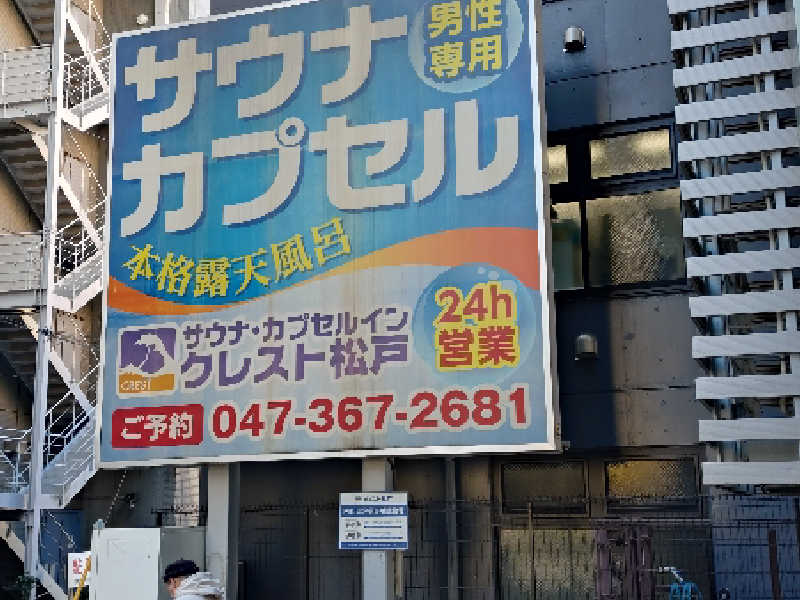 サウナ
男性
専用
カプセル
本格露天風呂
24h
営業
サウナ・カプセルイン
クレスト松戸
CREST
ご予約 047-367-2681